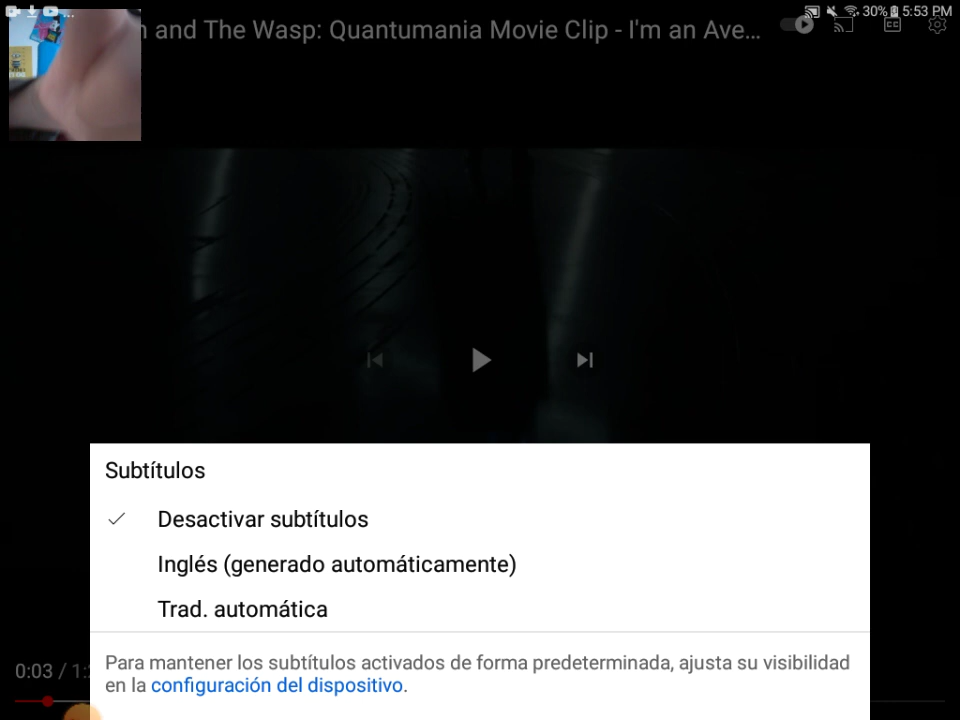 30% 5:53 PM
n and The Wasp: Quantumania Movie Clip - I'm an Ave...
CC
Subtítulos
Desactivar subtítulos
Inglés (generado automáticamente)
Trad. automática
0:03 / 1:
Para mantener los subtítulos activados de forma predeterminada, ajusta su visibilidad
en la configuración del dispositivo.